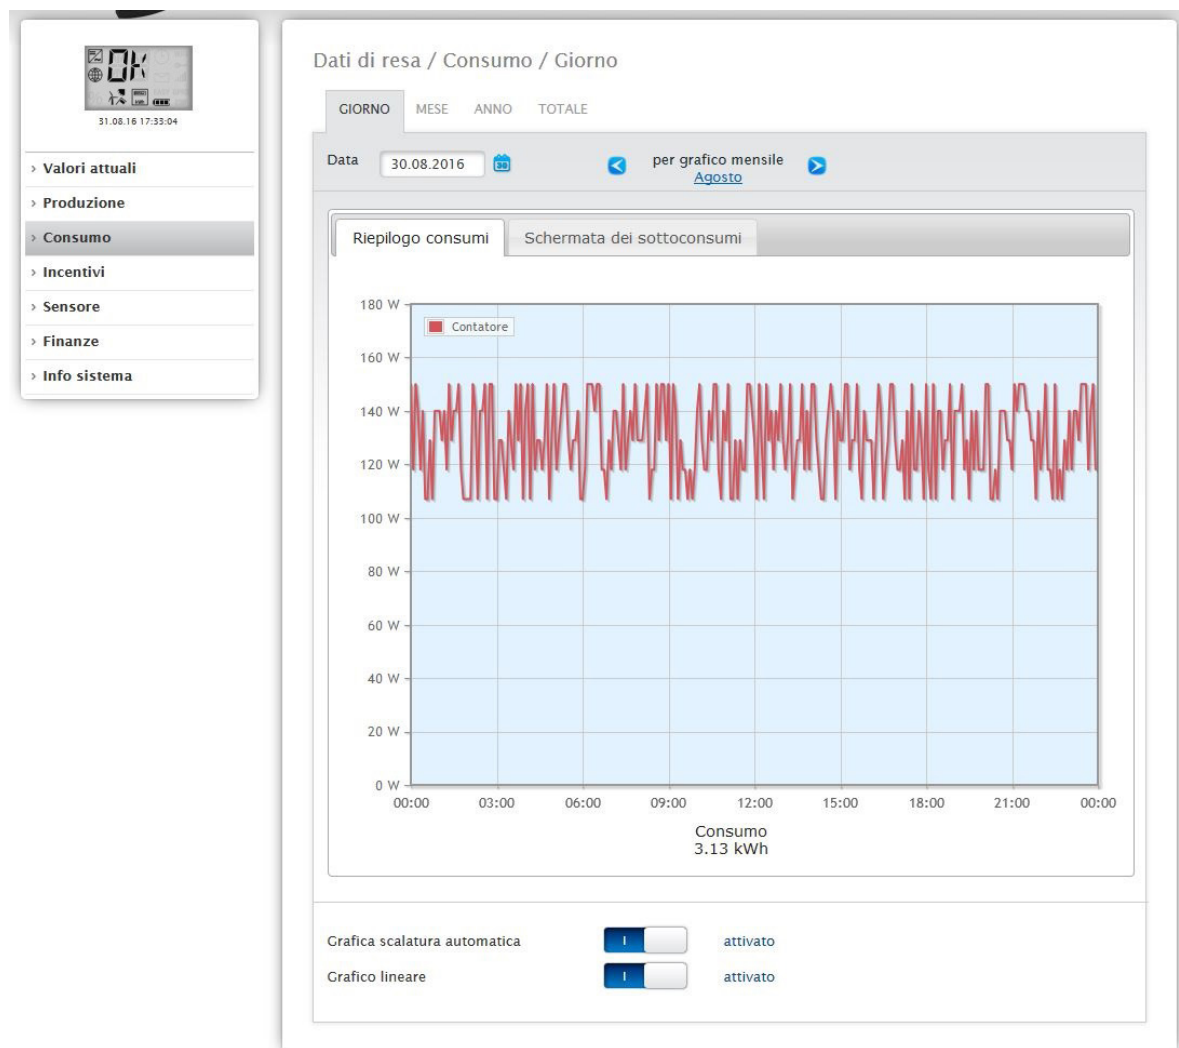 OK
31.08.16 17:33:04
Valori attuali
Produzione
Consumo
Incentivi
Sensore
Finanze
Info sistema
Dati di resa / Consumo / Giorno
GIORNO MESE ANNO TOTALE
Data 30.08.2016 30 per grafico mensile
Agosto
Riepilogo consumi Schermata dei sottoconsumi
Contatore
180 W
160 W
140 W
120 W
100 W
80 W
60 W
40 W
20 W
0 W
00:00 03:00 06:00 09:00 12:00 15:00 18:00 21:00 00:00
Consumo
3.13 kWh
Grafica scalatura automatica I attivato
Grafico lineare I attivato